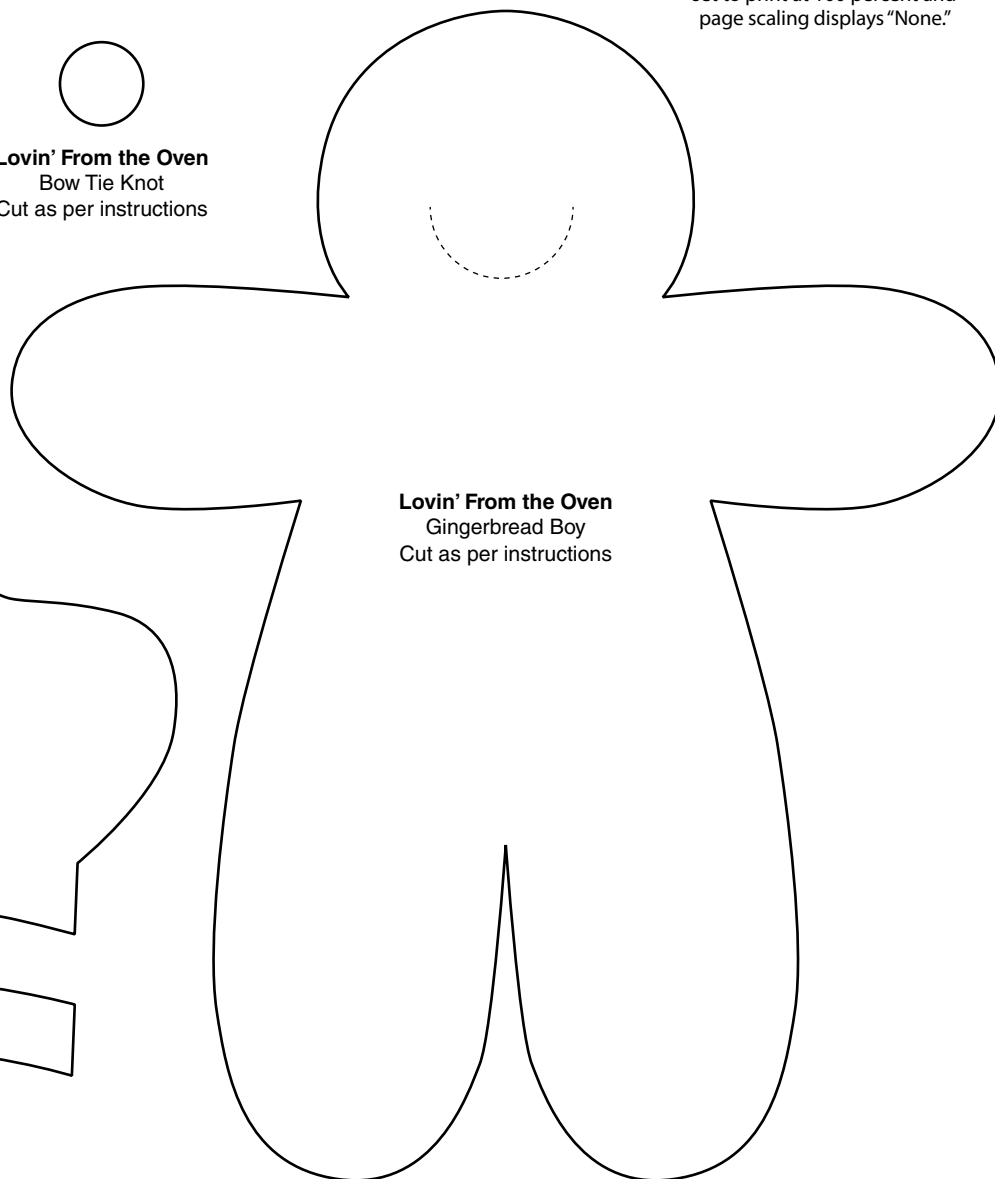 page scaling displays “None.”
Lovin’ From the Oven
Bow Tie Knot
Cut as per instructions
Lovin’ From the Oven
Gingerbread Boy
Cut as per instructions